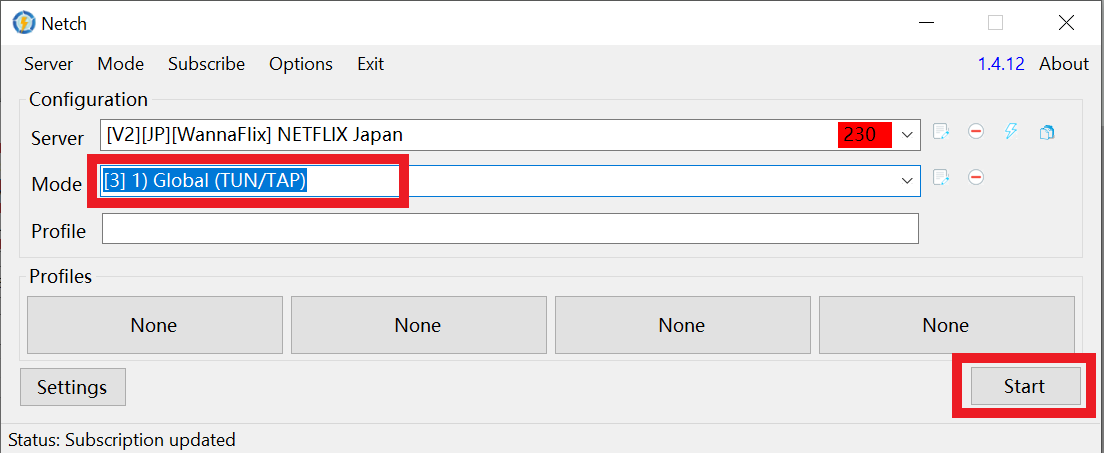 Netch
Server Mode Subscribe Options Exit 1.4.12 About
Configuration
Server [V2][JP][WannaFlix] NETFLIX Japan 230
Mode [3] 1) Global (TUN/TAP)
Profile
Profiles
None None None None
Settings Start
Status: Subscription updated